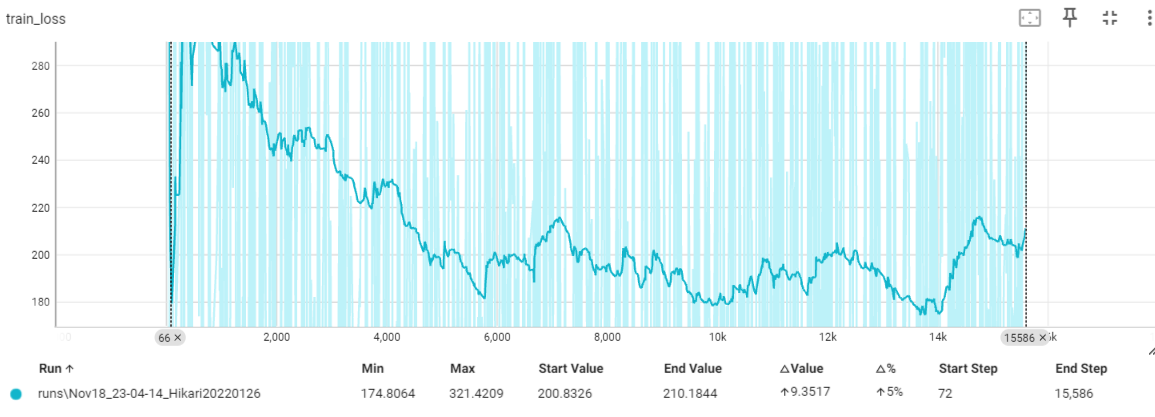 train_loss
280
260
240
220
200
180
66 ×
2,000
4,000
6,000
8,000
10k
12k
14k
15586 ×
k
Run ↑ Min Max Start Value End Value △Value △% Start Step End Step
runs\Nov18_23-04-14_Hikari20220126 174.8064 321.4209 200.8326 210.1844 ↑9.3517 ↑5% 72 15,586